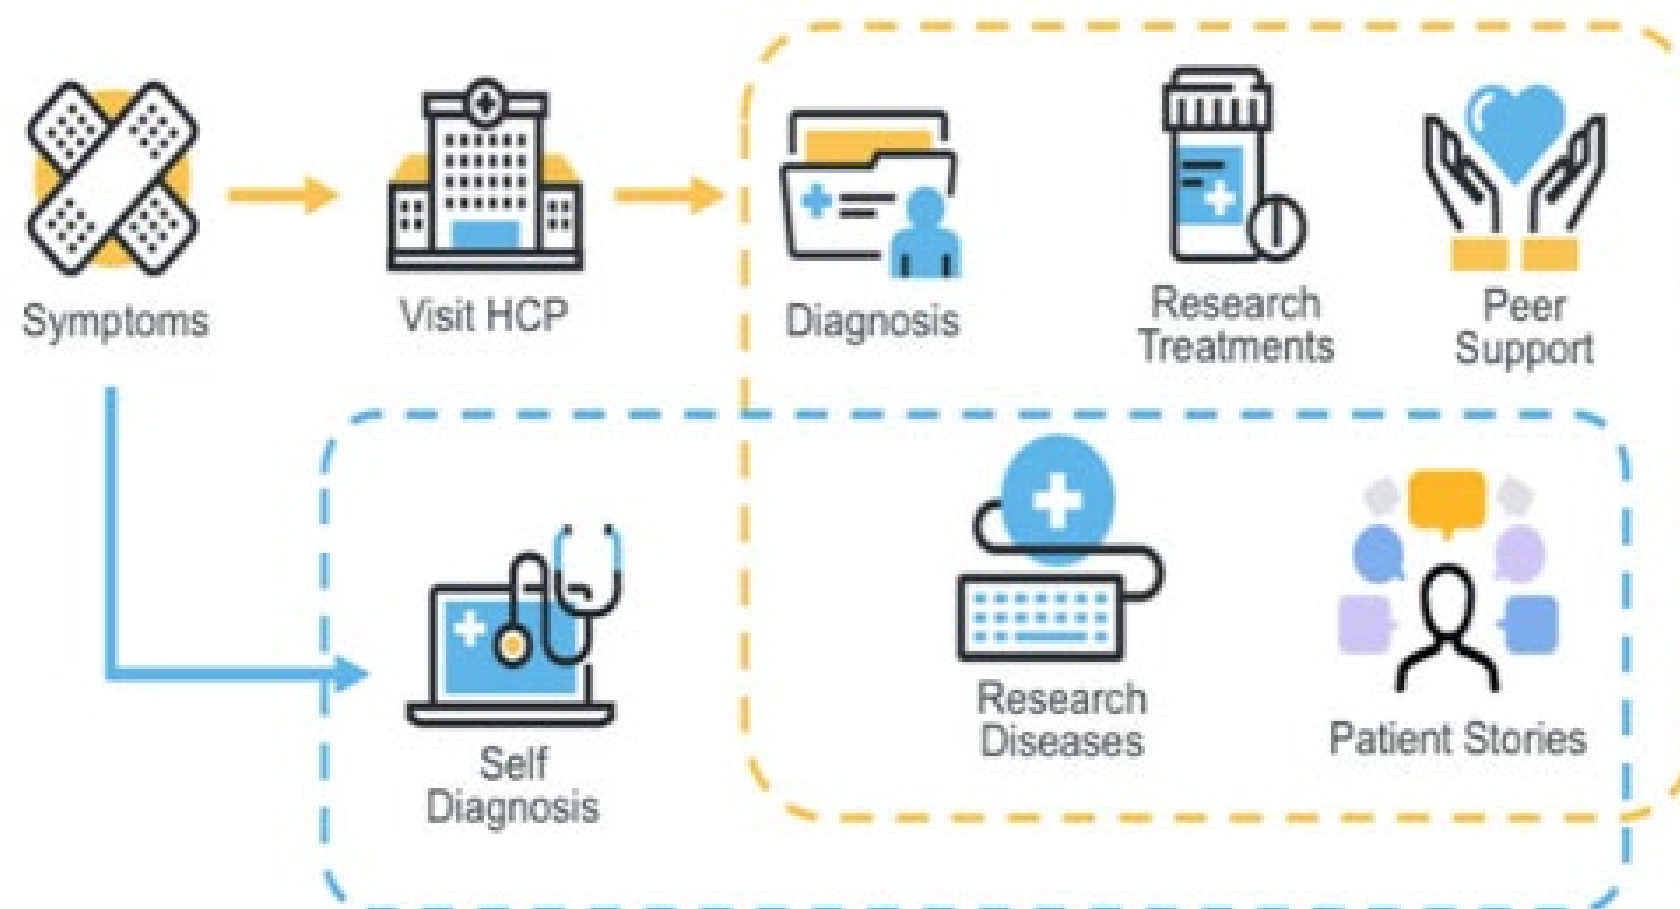 Symptoms
Visit HCP
Diagnosis
Research
Treatments
Peer
Support
Self
Diagnosis
Research
Diseases
Patient Stories